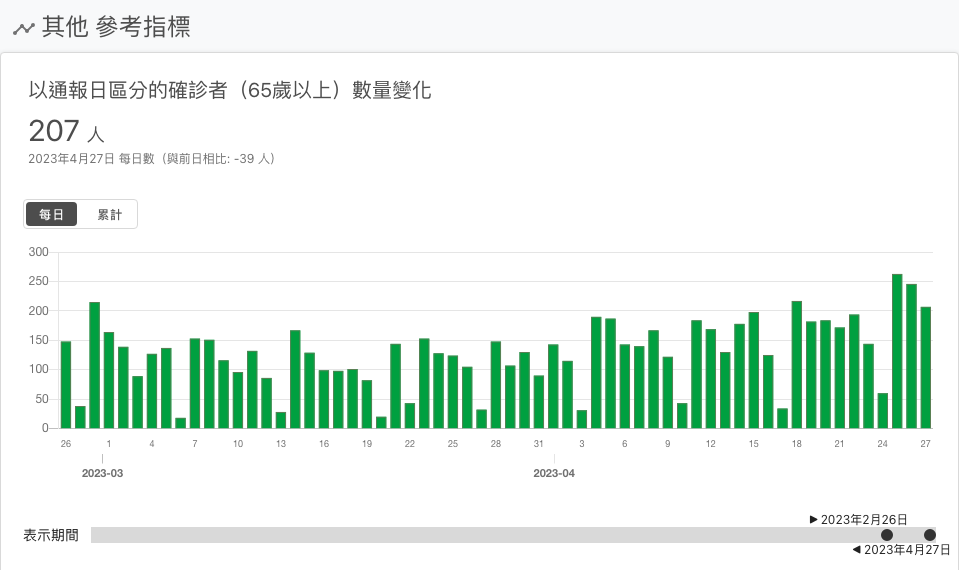 其他 參考指標
以通報日區分的確診者（65歲以上）數量變化
207 人
2023年4月27日 每日數（與前日相比: -39 人）
每日 累計
300
250
200
150
100
50
0
26 1 4 7 10 13 16 19 22 25 28 31 3 6 9 12 15 18 21 24 27
2023-03 2023-04
▶ 2023年2月26日
表示期間
◀ 2023年4月27日